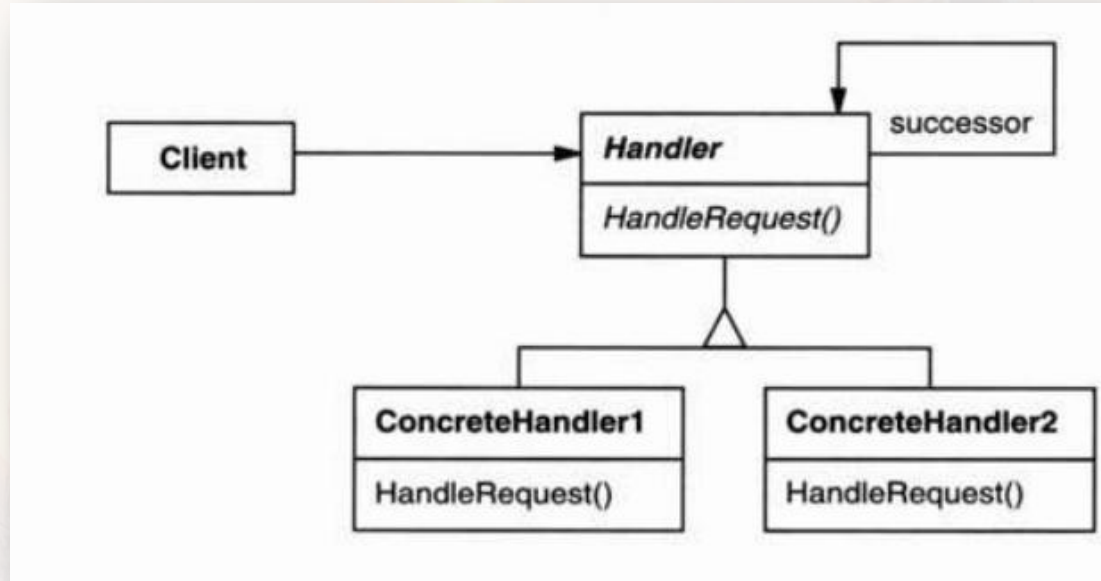 Client
Handler
HandleRequest()
successor
ConcreteHandler1
HandleRequest()
ConcreteHandler2
HandleRequest()